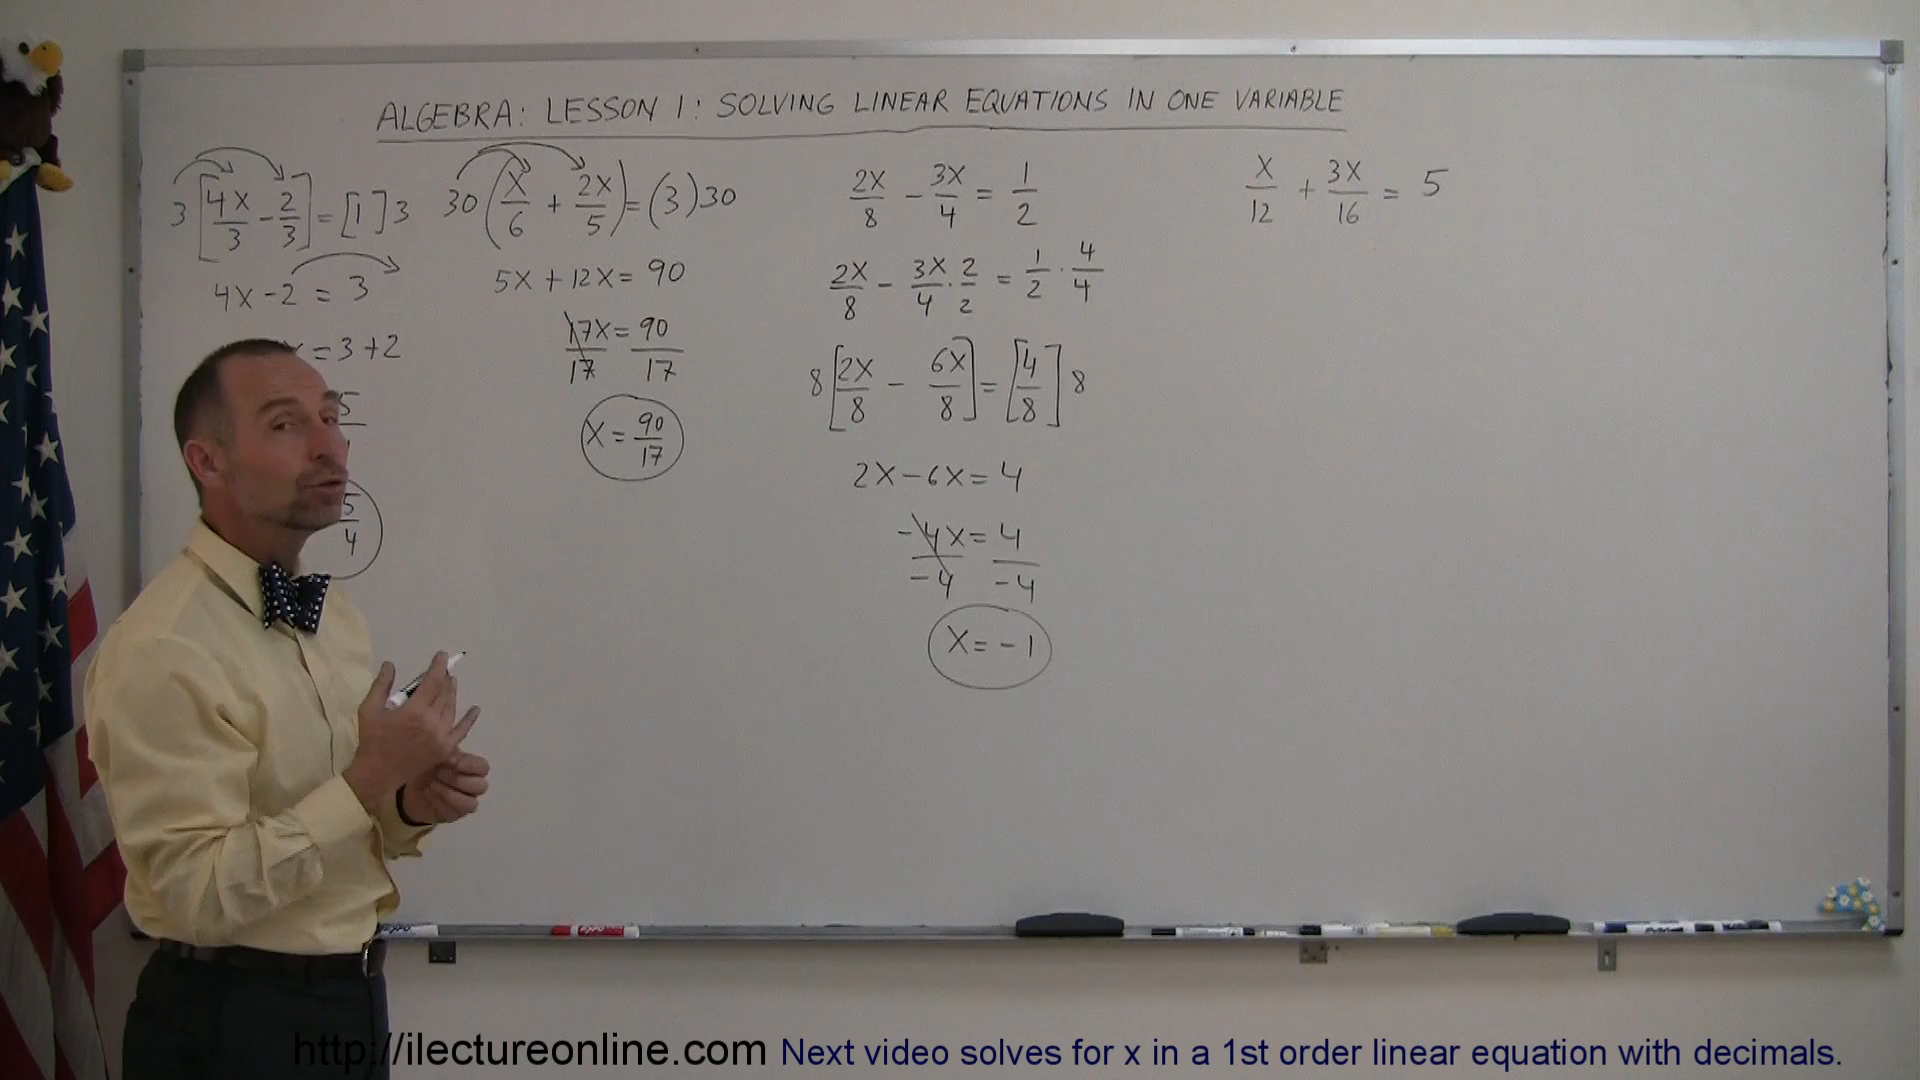 ALGEBRA: LESSON 1: SOLVING LINEAR EQUATIONS IN ONE VARIABLE
3 [4X/3 - 2/3] = [1] 3
4X - 2 = 3
X = 3 + 2
5
5/4
30 (X/6 + 2X/5) = (3) 30
5X + 12X = 90
17X/17 = 90/17
X = 90/17
2X/8 - 3X/4 = 1/2
2X/8 - 3X/4 · 2/2 = 1/2 · 4/4
8 [2X/8 - 6X/8] = [4/8] 8
2X - 6X = 4
-4X/-4 = 4/-4
X = -1
X/12 + 3X/16 = 5
EXPO
http://ilectureonline.com Next video solves for x in a 1st order linear equation with decimals.